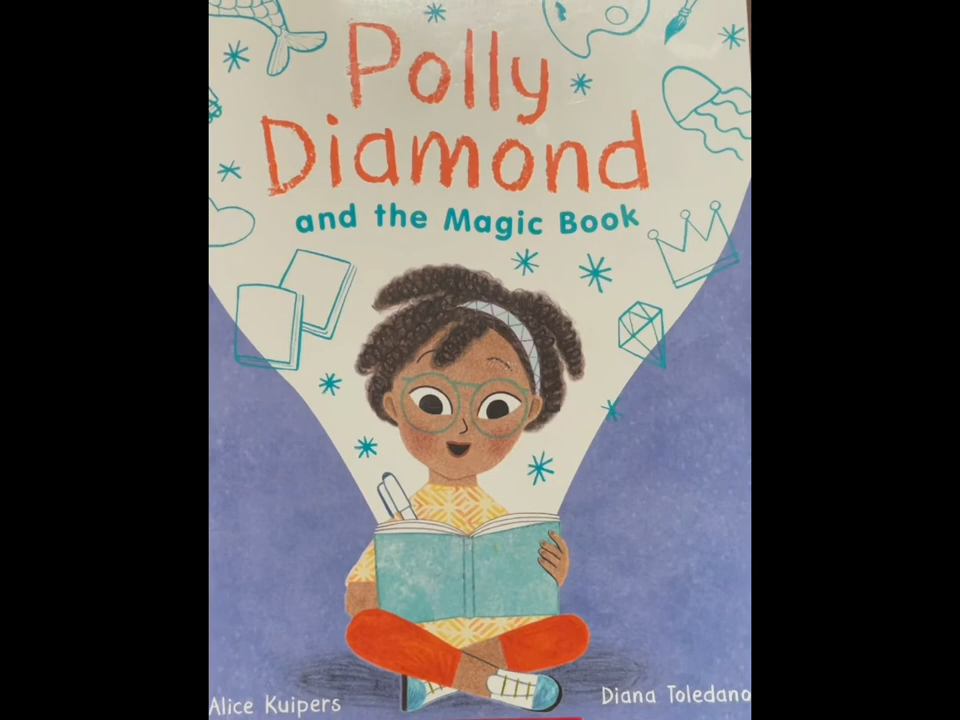 Polly
Diamond
and the Magic Book
Alice Kuipers
Diana Toledano